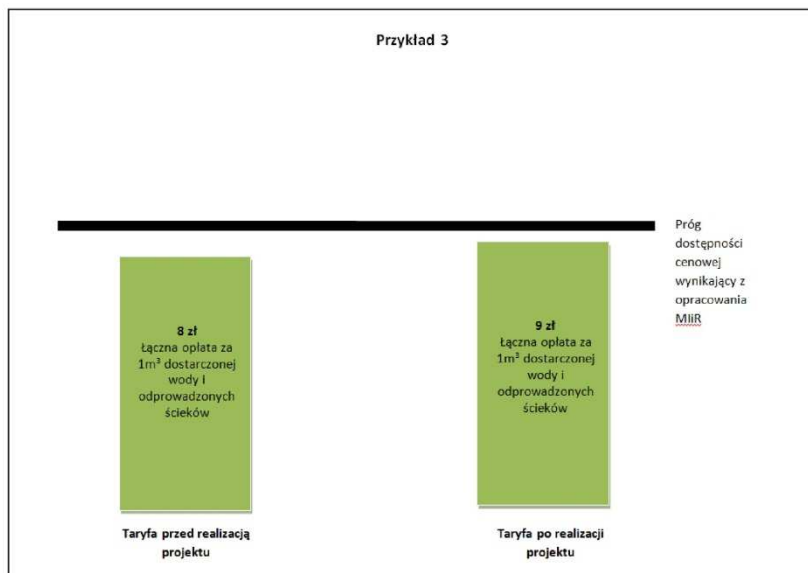 Przykład 3
Próg
dostępności
cenowej
wynikający z
opracowania
MIiR
8 zł
Łączna opłata za
1m³ dostarczonej
wody i
odprowadzonych
ścieków
9 zł
Łączna opłata za
1m³ dostarczonej
wody i
odprowadzonych
ścieków
Taryfa przed realizacją
projektu
Taryfa po realizacji
projektu